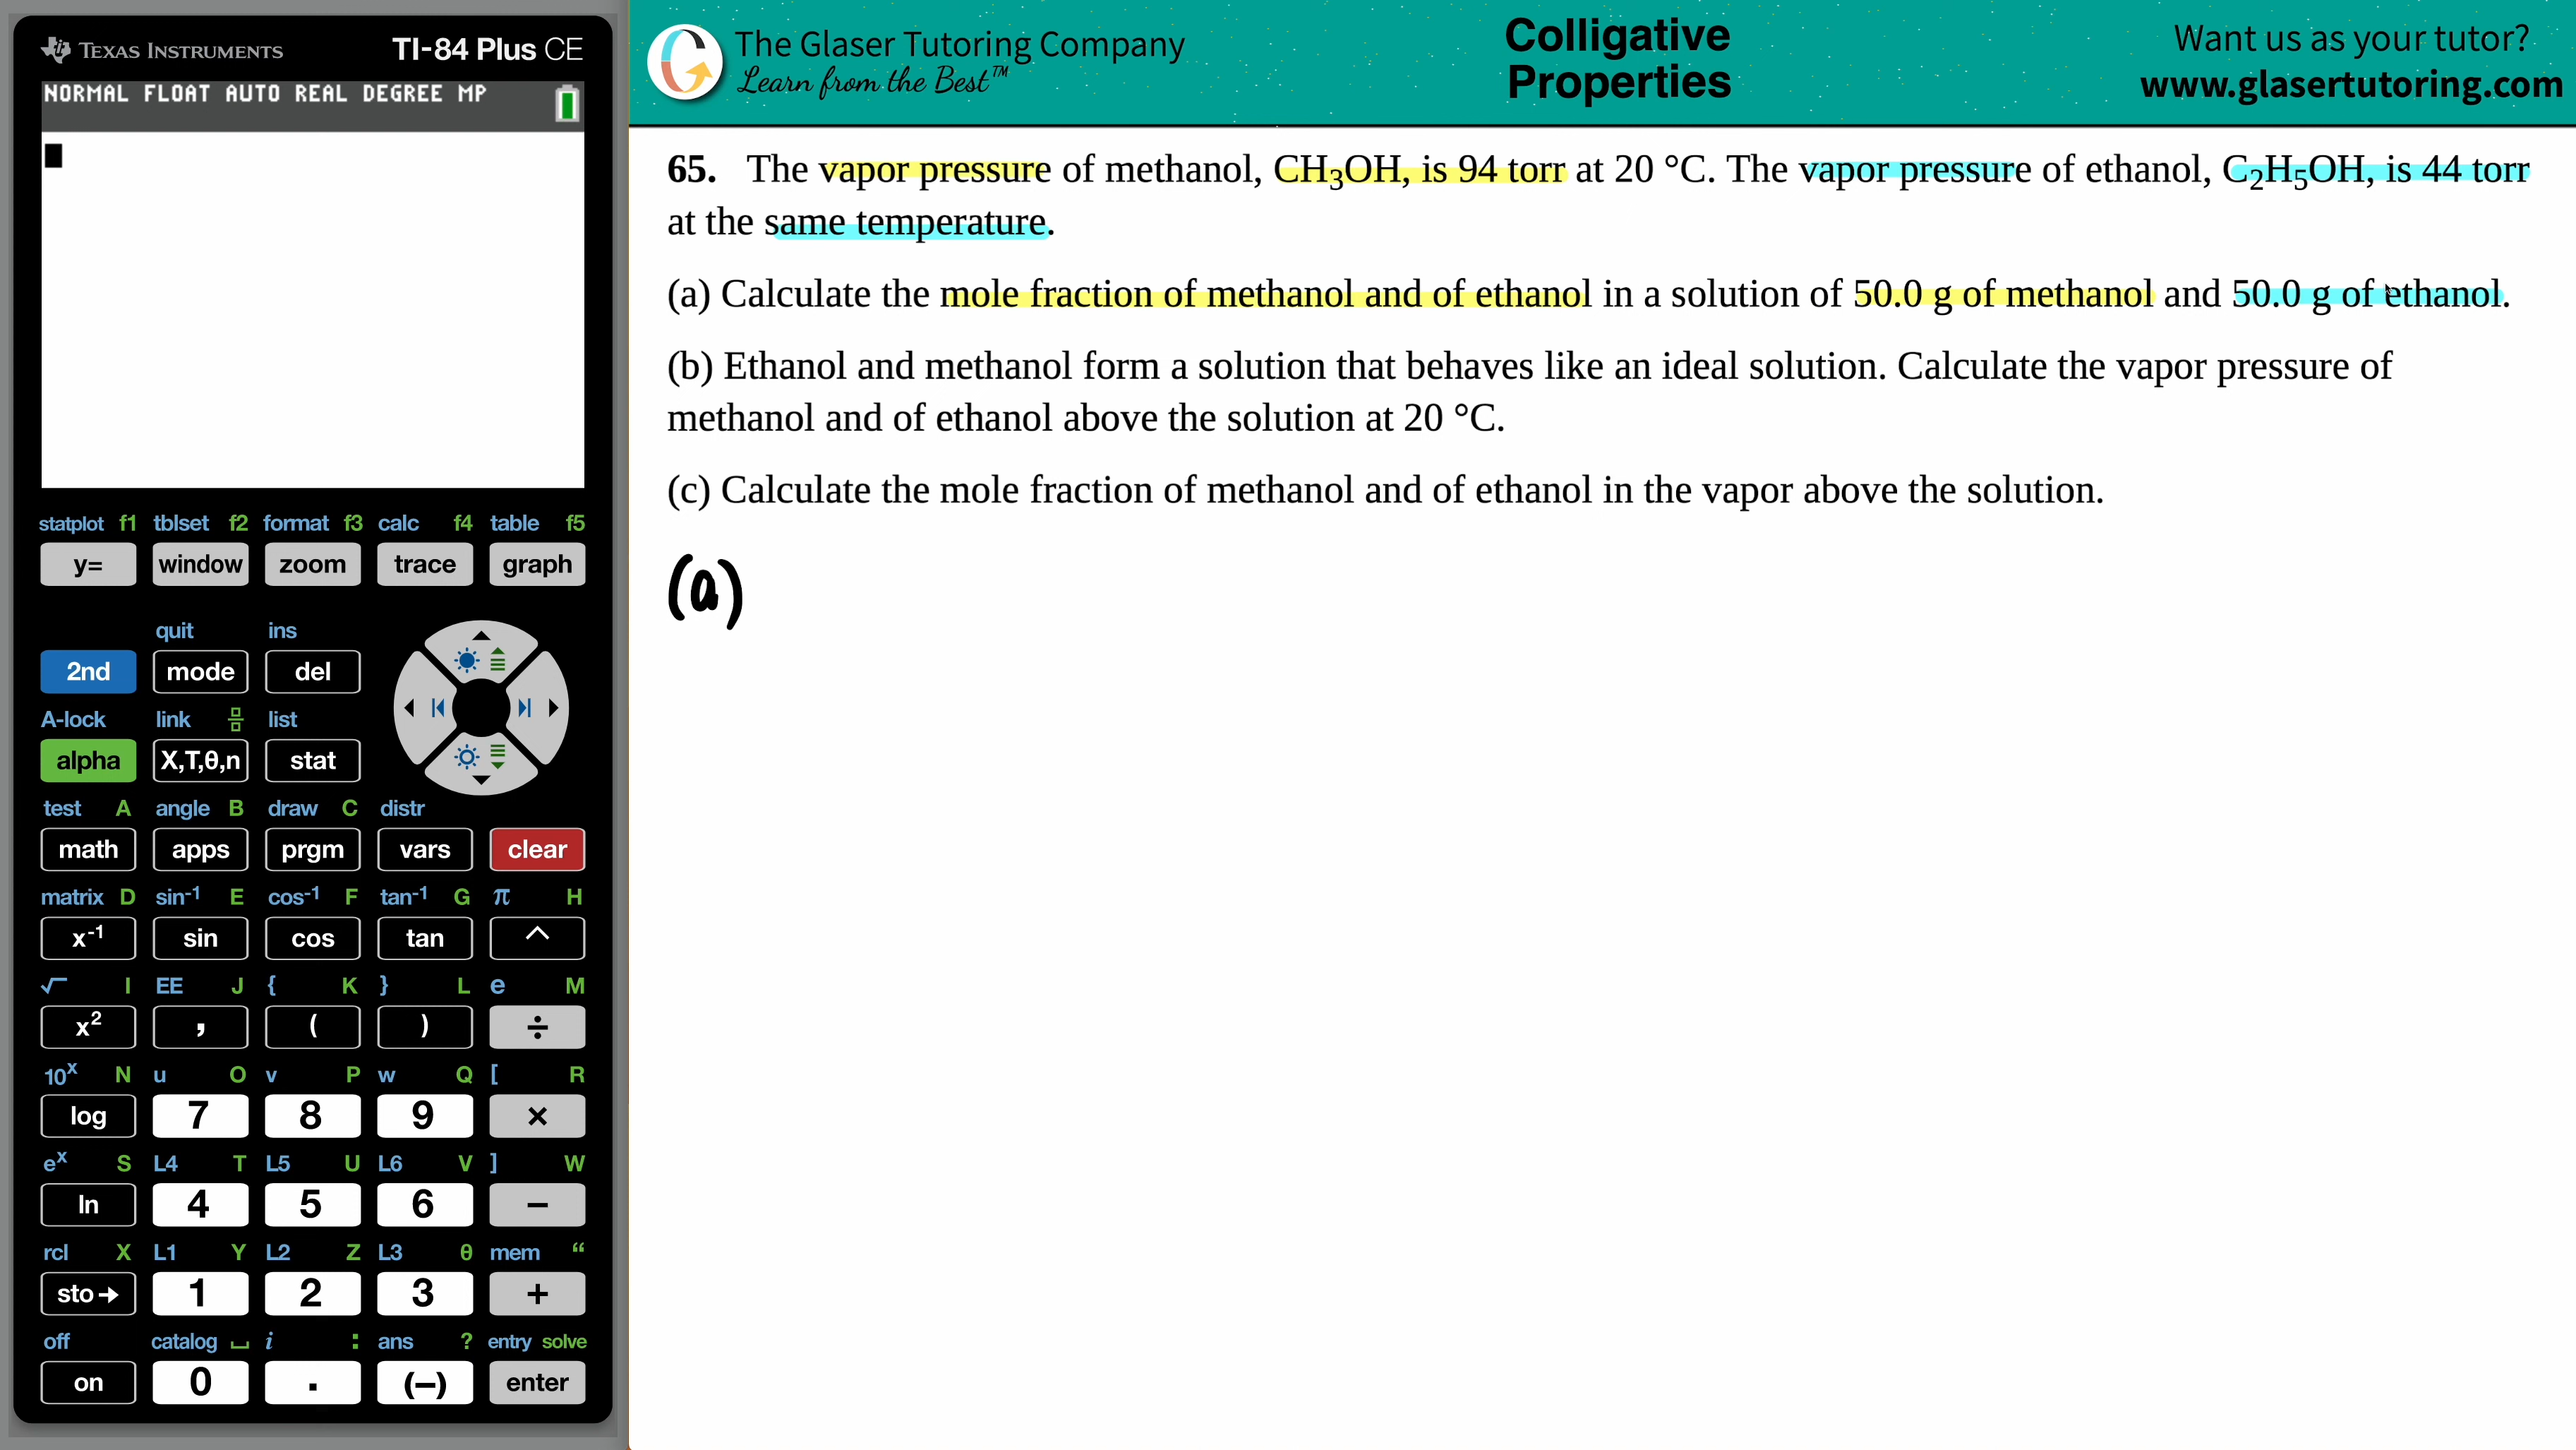 TEXAS INSTRUMENTS TI-84 Plus CE
NORMAL FLOAT AUTO REAL DEGREE MP
statplot f1 tblset f2 format f3 calc f4 table f5
y= window zoom trace graph
quit ins
2nd mode del
A-lock link list
alpha X,T,θ,n stat
test A angle B draw C distr
math apps prgm vars clear
matrix D sin⁻¹ E cos⁻¹ F tan⁻¹ G π H
x⁻¹ sin cos tan ^
√ I EE J { K } L e M
x² , ( ) ÷
10ˣ N u O v P w Q [ R
log 7 8 9 ×
eˣ S L4 T L5 U L6 V ] W
ln 4 5 6 −
rcl X L1 Y L2 Z L3 θ mem “
sto→ 1 2 3 +
off catalog ⎵ i : ans ? entry solve
on 0 . (−) enter
The Glaser Tutoring Company
Learn from the Best™
Colligative
Properties
Want us as your tutor?
www.glasertutoring.com
65. The vapor pressure of methanol, CH₃OH, is 94 torr at 20 °C. The vapor pressure of ethanol, C₂H₅OH, is 44 torr
at the same temperature.
(a) Calculate the mole fraction of methanol and of ethanol in a solution of 50.0 g of methanol and 50.0 g of ethanol.
(b) Ethanol and methanol form a solution that behaves like an ideal solution. Calculate the vapor pressure of
methanol and of ethanol above the solution at 20 °C.
(c) Calculate the mole fraction of methanol and of ethanol in the vapor above the solution.
(a)